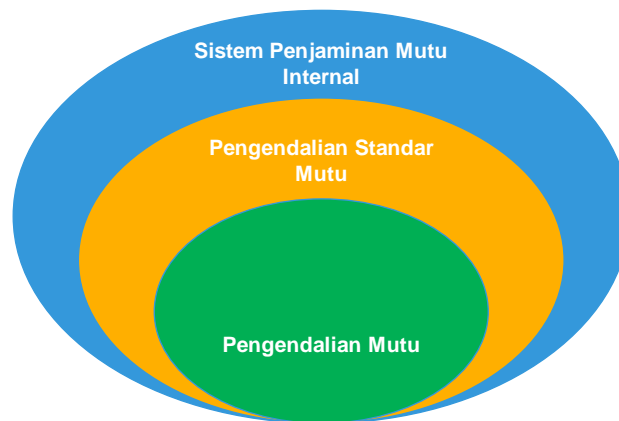 Sistem Penjaminan Mutu
Internal
Pengendalian Standar
Mutu
Pengendalian Mutu